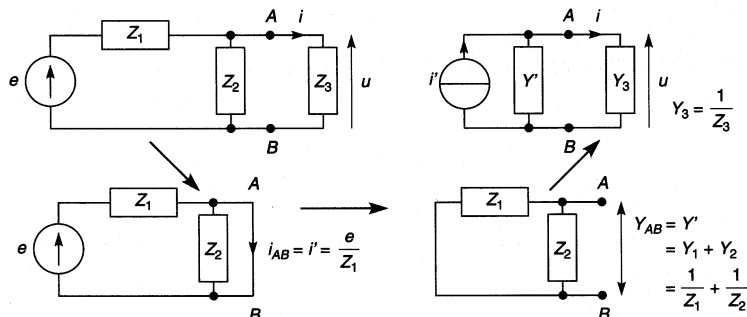 A i
Z1
e
Z2
Z3
u
B
A i
i'
Y'
Y3
u
Y3 = 1/Z3
B
Z1
A
e
Z2
iAB = i' = e/Z1
B
Z1
A
Z2
YAB = Y'
= Y1 + Y2
= 1/Z1 + 1/Z2
B